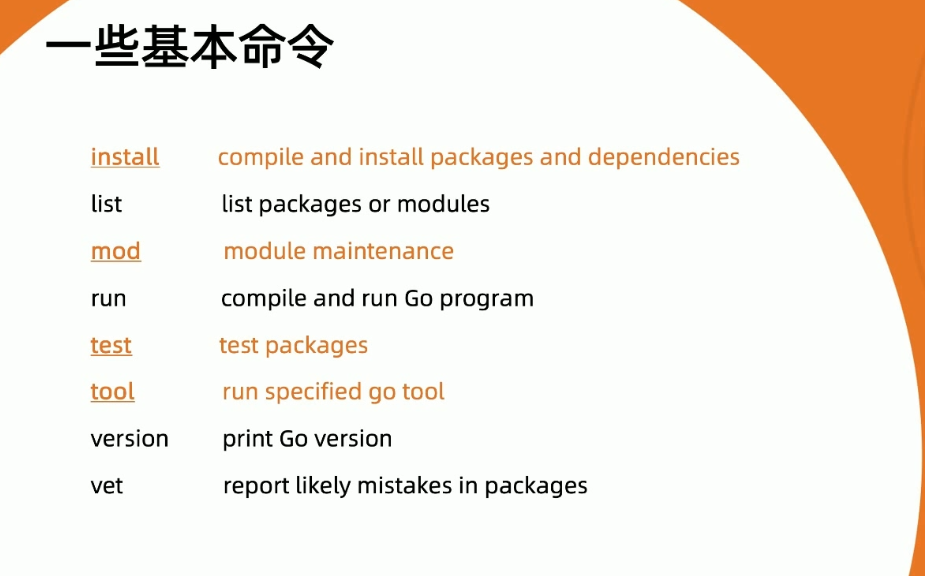 一些基本命令
install compile and install packages and dependencies
list list packages or modules
mod module maintenance
run compile and run Go program
test test packages
tool run specified go tool
version print Go version
vet report likely mistakes in packages